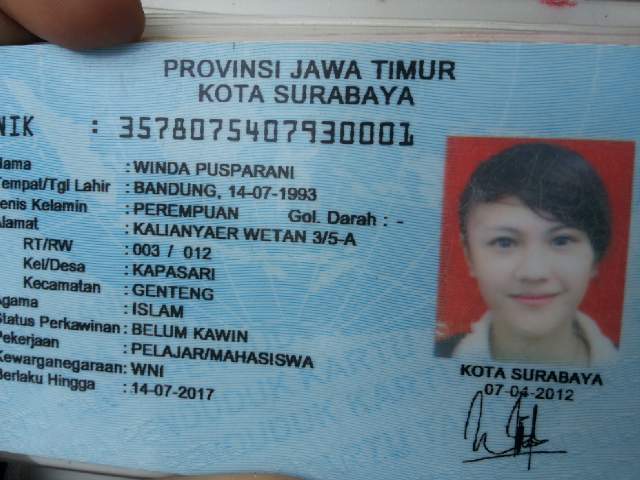 PROVINSI JAWA TIMUR
KOTA SURABAYA
NIK : 3578075407930001
Nama : WINDA PUSPARANI
Tempat/Tgl Lahir : BANDUNG, 14-07-1993
Jenis Kelamin : PEREMPUAN Gol. Darah : -
Alamat : KALIANYAER WETAN 3/5-A
RT/RW : 003 / 012
Kel/Desa : KAPASARI
Kecamatan : GENTENG
Agama : ISLAM
Status Perkawinan : BELUM KAWIN
Pekerjaan : PELAJAR/MAHASISWA
Kewarganegaraan : WNI
Berlaku Hingga : 14-07-2017
KOTA SURABAYA
07-04-2012